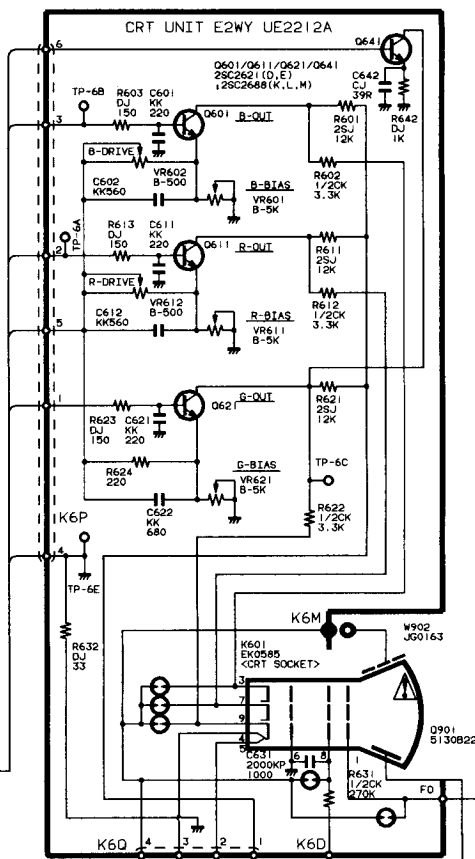 CRT UNIT E2WY UE2212A
6
Q641
Q601/Q611/Q621/Q641
2SC2621(D,E)
:2SC2688(K,L,M)
C642
CJ
39R
R642
DJ
1K
TP-6B
R603
DJ
150
C601
KK
220
Q601
B-OUT
3
R601
2SJ
12K
B-DRIVE
VR602
B-500
R602
1/2CK
3.3K
C602
KK560
B-BIAS
VR601
B-5K
TP-6A
R613
DJ
150
C611
KK
220
Q611
R-OUT
2
R611
2SJ
12K
R-DRIVE
VR612
B-500
R612
1/2CK
3.3K
C612
KK560
R-BIAS
VR611
B-5K
5
1
R623
DJ
150
C621
KK
220
Q621
G-OUT
R621
2SJ
12K
R624
220
G-BIAS
VR621
B-5K
TP-6C
C622
KK
680
R622
1/2CK
3.3K
K6P
4
TP-6E
R632
DJ
33
K6M
W902
JG0163
K601
EK0585
<CRT SOCKET>
3
7
9
4
5
6
8
1
Q901
5130B22
C631
2000KP
1000
R631
1/2CK
270K
FO
K6Q
4
3
2
1
K6D